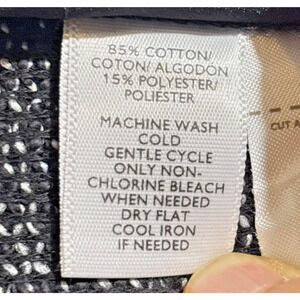 85% COTTON/
COTON/ ALGODÓN
15% POLYESTER/
POLIESTER
MACHINE WASH
COLD
GENTLE CYCLE
ONLY NON-
CHLORINE BLEACH
WHEN NEEDED
DRY FLAT
COOL IRON
IF NEEDED
CUT